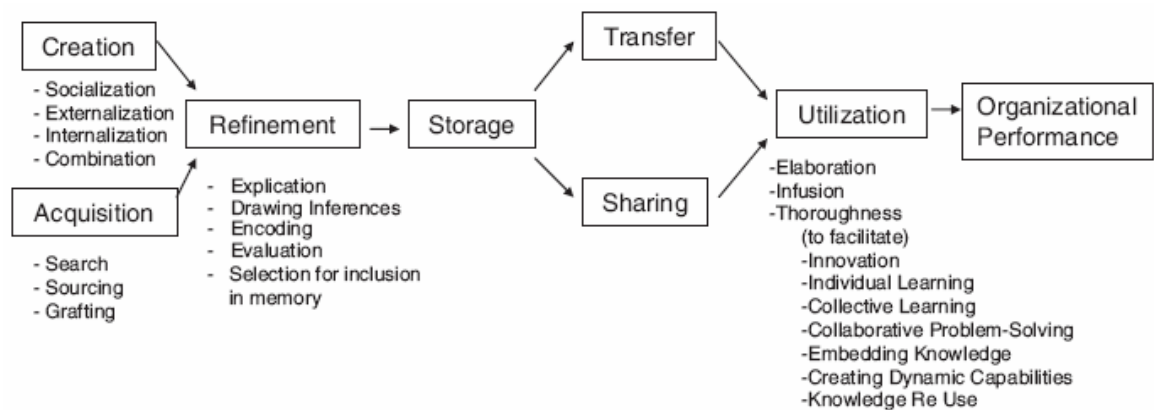 Creation
- Socialization
- Externalization
- Internalization
- Combination
Acquisition
- Search
- Sourcing
- Grafting
Refinement
- Explication
- Drawing Inferences
- Encoding
- Evaluation
- Selection for inclusion
in memory
Storage
Transfer
Sharing
Utilization
-Elaboration
-Infusion
-Thoroughness
(to facilitate)
-Innovation
-Individual Learning
-Collective Learning
-Collaborative Problem-Solving
-Embedding Knowledge
-Creating Dynamic Capabilities
-Knowledge Re Use
Organizational
Performance